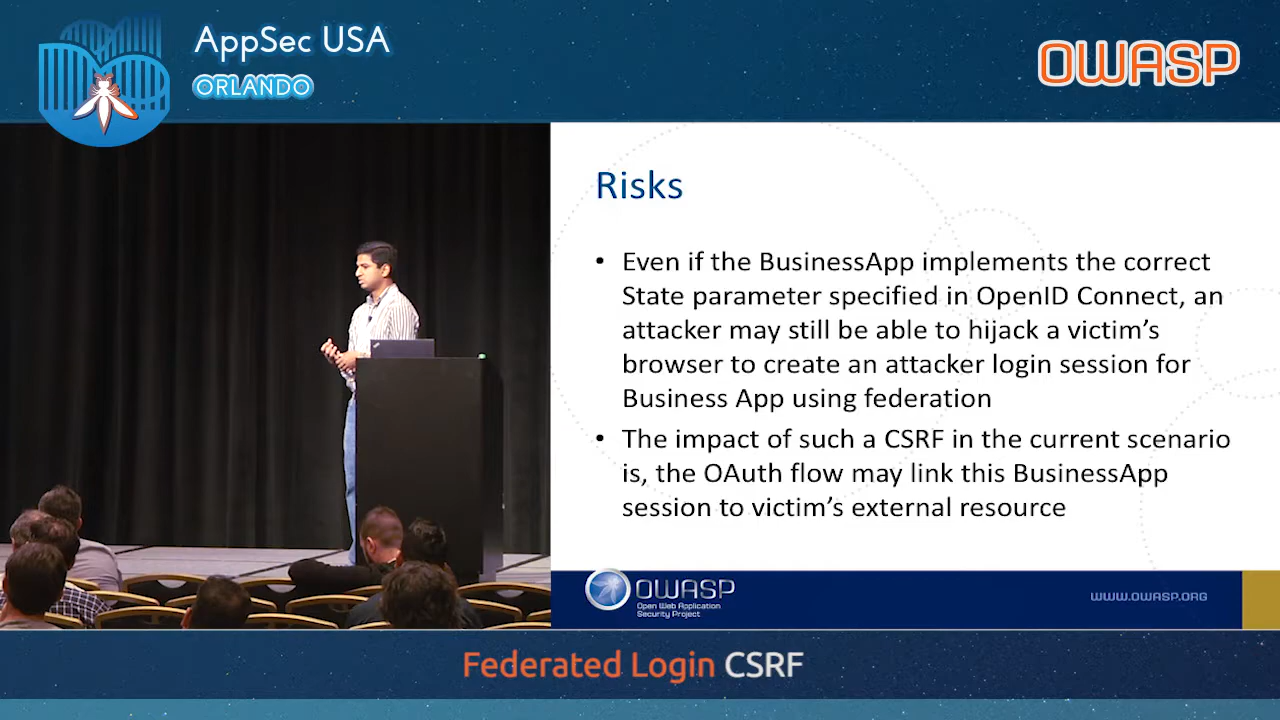 AppSec USA
ORLANDO
OWASP
Risks
• Even if the BusinessApp implements the correct
State parameter specified in OpenID Connect, an
attacker may still be able to hijack a victim's
browser to create an attacker login session for
Business App using federation
• The impact of such a CSRF in the current scenario
is, the OAuth flow may link this BusinessApp
session to victim's external resource
OWASP
Open Web Application
Security Project
WWW.OWASP.ORG
Federated Login CSRF